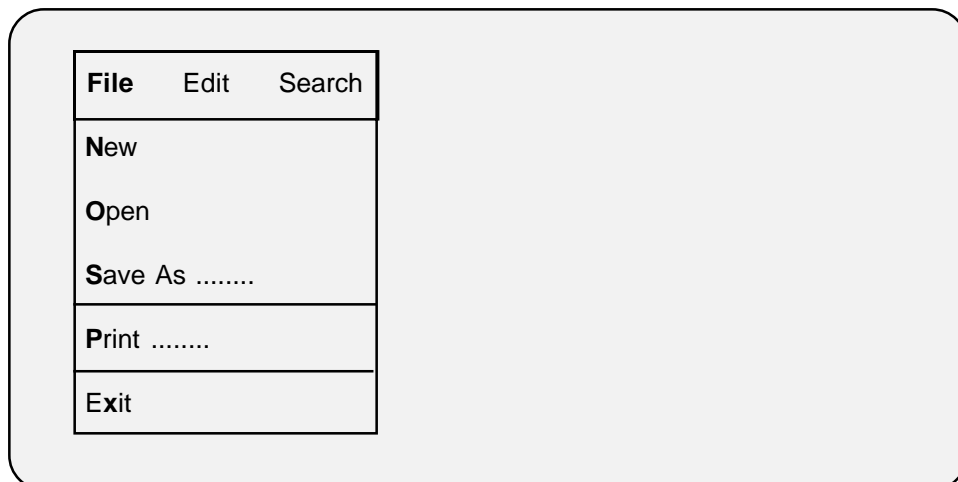 File Edit Search
New
Open
Save As ........
Print ........
Exit